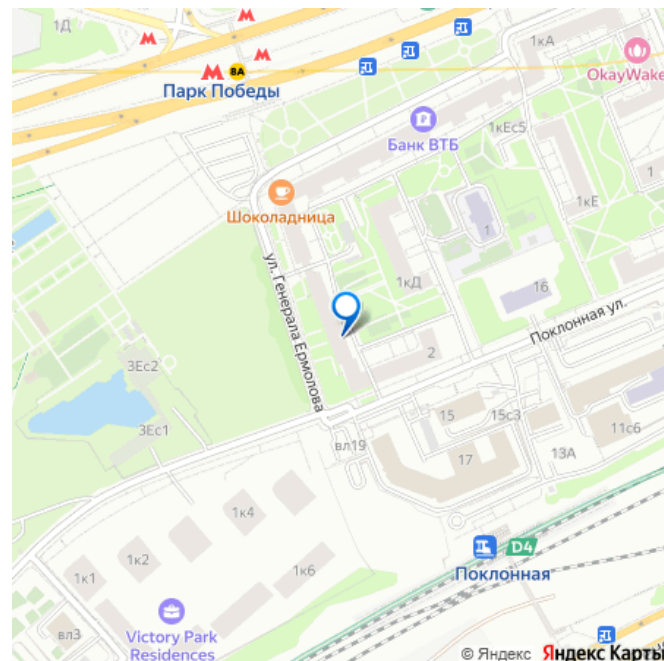 1Д
8А
Парк Победы
1кА
OkayWake
Банк ВТБ
1кЕс5
1
1кЕ
Шоколадница
1
1кД
16
ул. Генерала Ермолова
Поклонная ул.
2
3Ес2
3Ес1
15
15с3
11с6
вл19
17
13А
1к4
1к2
1к6
1к1
D4
Поклонная
вл3
Victory Park
Residences
© Яндекс Яндекс Карты